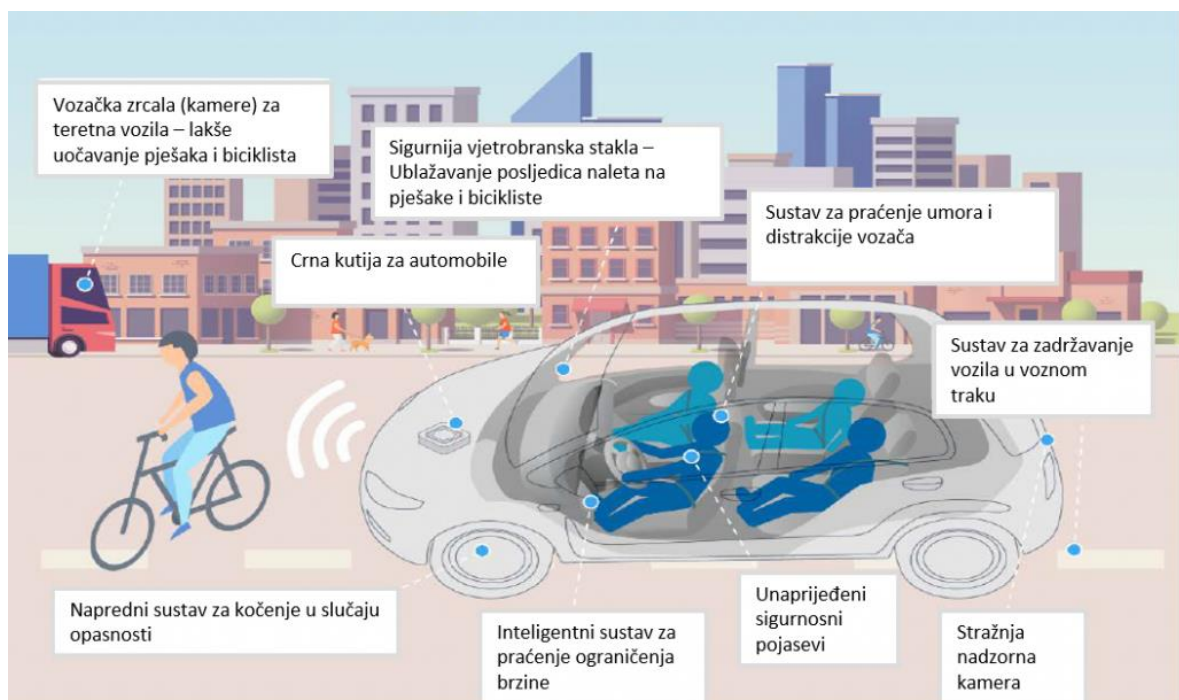 Vozačka zrcala (kamere) za
teretna vozila – lakše
uočavanje pješaka i biciklista
Sigurnija vjetrobranska stakla –
Ublažavanje posljedica naleta na
pješake i bicikliste
Sustav za praćenje umora i
distrakcije vozača
Crna kutija za automobile
Sustav za zadržavanje
vozila u voznom
traku
Napredni sustav za kočenje u slučaju
opasnosti
Inteligentni sustav za
praćenje ograničenja
brzine
Unaprijeđeni
sigurnosni
pojasevi
Stražnja
nadzorna
kamera